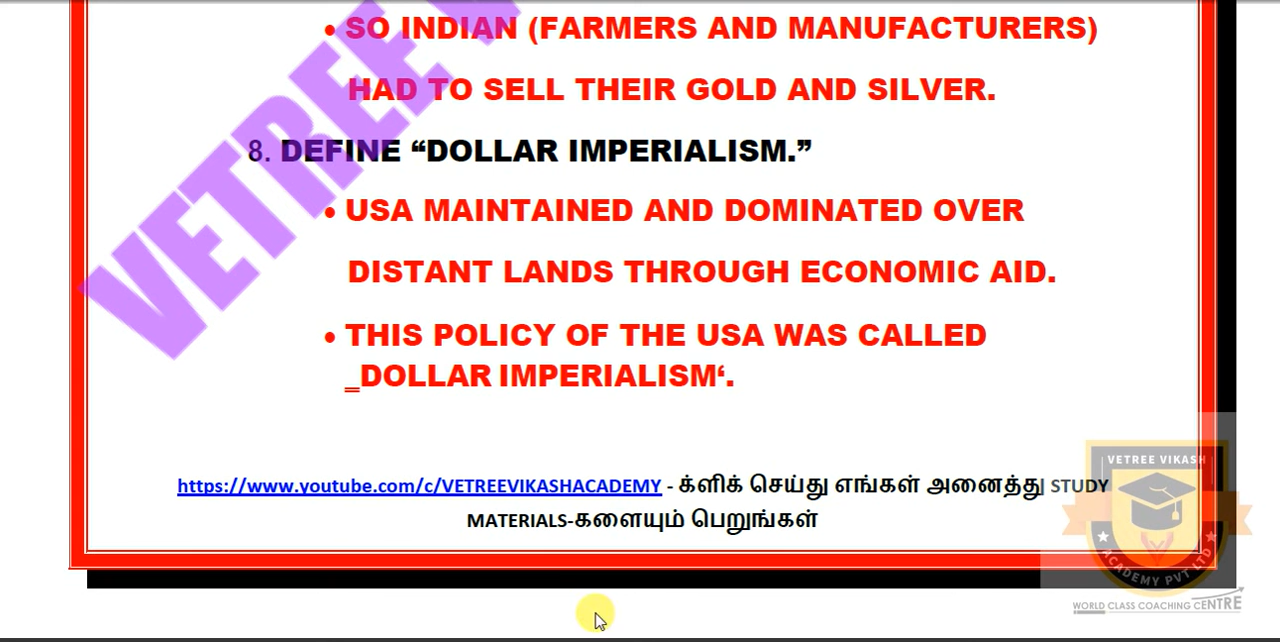 • SO INDIAN (FARMERS AND MANUFACTURERS)
HAD TO SELL THEIR GOLD AND SILVER.
8. DEFINE “DOLLAR IMPERIALISM.”
• USA MAINTAINED AND DOMINATED OVER
DISTANT LANDS THROUGH ECONOMIC AID.
• THIS POLICY OF THE USA WAS CALLED
_DOLLAR IMPERIALISM‘.
https://www.youtube.com/c/VETREEVIKASHACADEMY - க்ளிக் செய்து எங்கள் அனைத்து STUDY
MATERIALS-களையும் பெறுங்கள்
VETREE V
VETREE VIKASH
ACADEMY PVT LTD
WORLD CLASS COACHING CENTRE